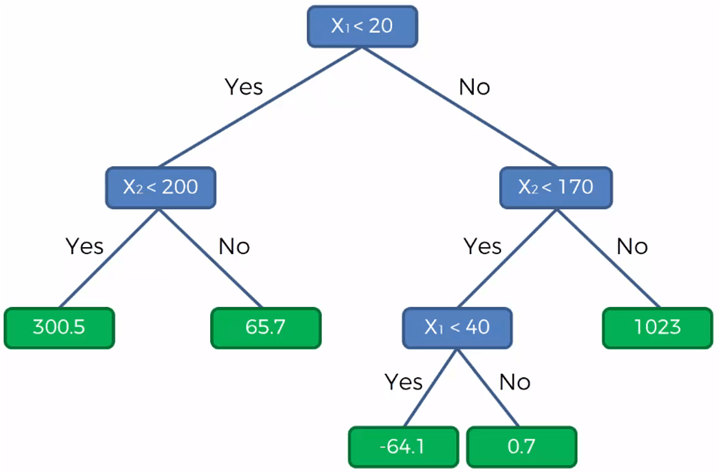 X₁ < 20
Yes
No
X₂ < 200
X₂ < 170
Yes
No
Yes
No
300.5
65.7
X₁ < 40
1023
Yes
No
-64.1
0.7